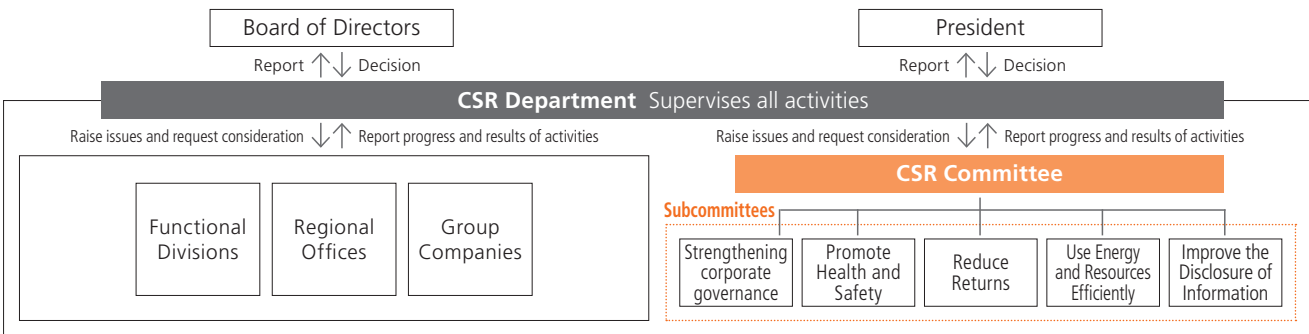 Board of Directors
President
Report
Decision
Report
Decision
CSR Department Supervises all activities
Raise issues and request consideration
Report progress and results of activities
Raise issues and request consideration
Report progress and results of activities
CSR Committee
Subcommittees
Functional
Divisions
Regional
Offices
Group
Companies
Strengthening
corporate
governance
Promote
Health and
Safety
Reduce
Returns
Use Energy
and Resources
Efficiently
Improve the
Disclosure of
Information